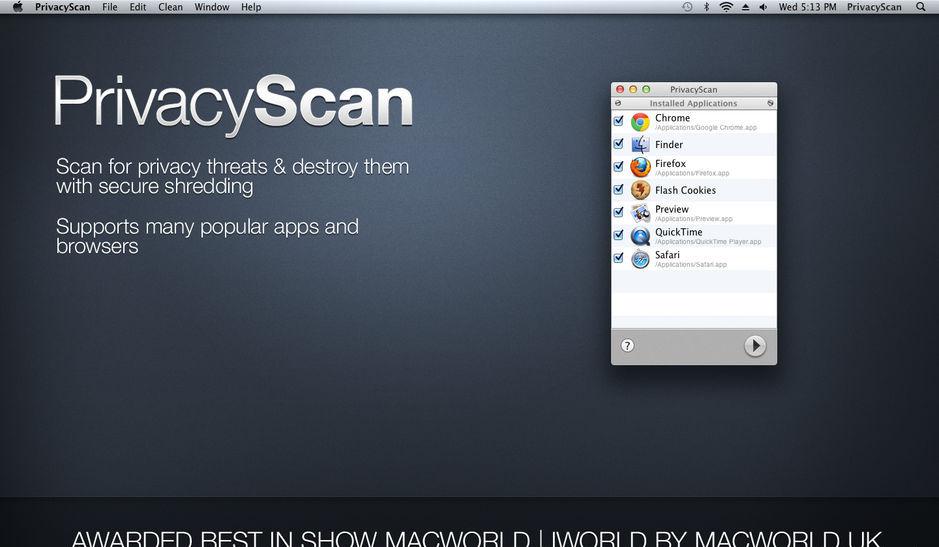 PrivacyScan File Edit Clean Window Help Wed 5:13 PM PrivacyScan
PrivacyScan
Scan for privacy threats & destroy them
with secure shredding
Supports many popular apps and
browsers
PrivacyScan
Installed Applications
Chrome
/Applications/Google Chrome.app
Finder
Firefox
/Applications/Firefox.app
Flash Cookies
Preview
/Applications/Preview.app
QuickTime
/Applications/QuickTime Player.app
Safari
/Applications/Safari.app
?
AWARDED BEST IN SHOW MACWORLD | IWORLD BY MACWORLD UK